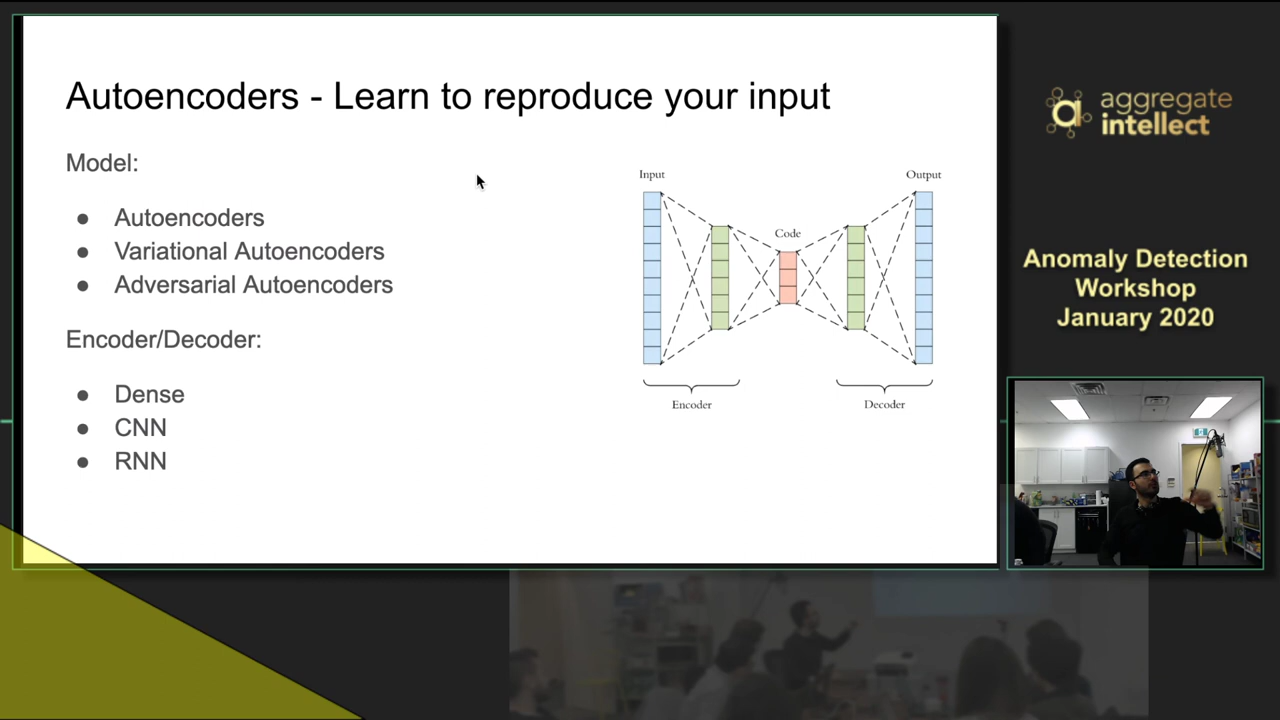 Autoencoders - Learn to reproduce your input
Model:
● Autoencoders
● Variational Autoencoders
● Adversarial Autoencoders
Encoder/Decoder:
● Dense
● CNN
● RNN
Input
Output
Code
Encoder
Decoder
aggregate
intellect
Anomaly Detection
Workshop
January 2020